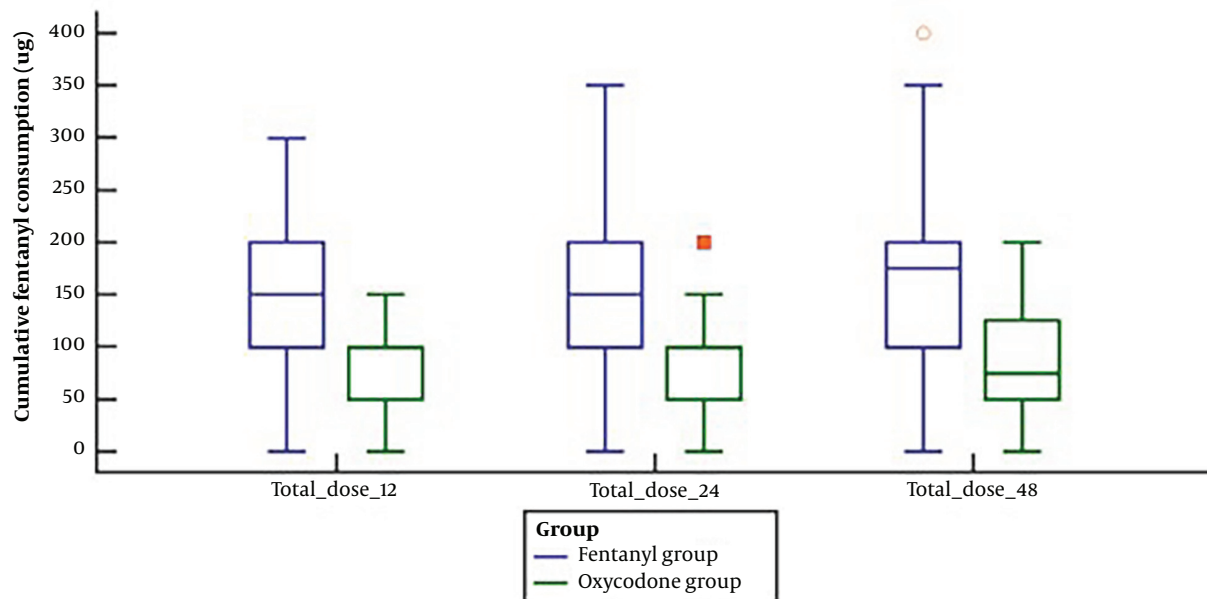 Cumulative fentanyl consumption (ug)
400
350
300
250
200
150
100
50
0
Total_dose_12
Total_dose_24
Total_dose_48
Group
Fentanyl group
Oxycodone group